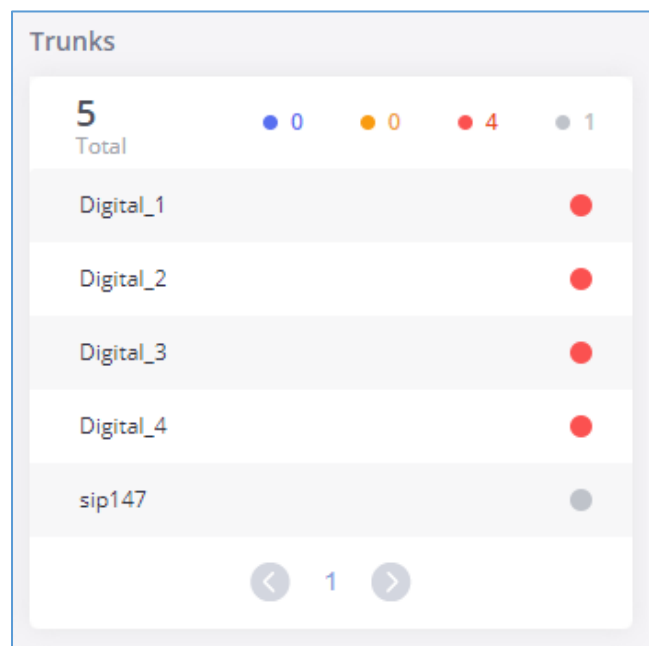 Trunks
5 0 0 4 1
Total
Digital_1
Digital_2
Digital_3
Digital_4
sip147
1